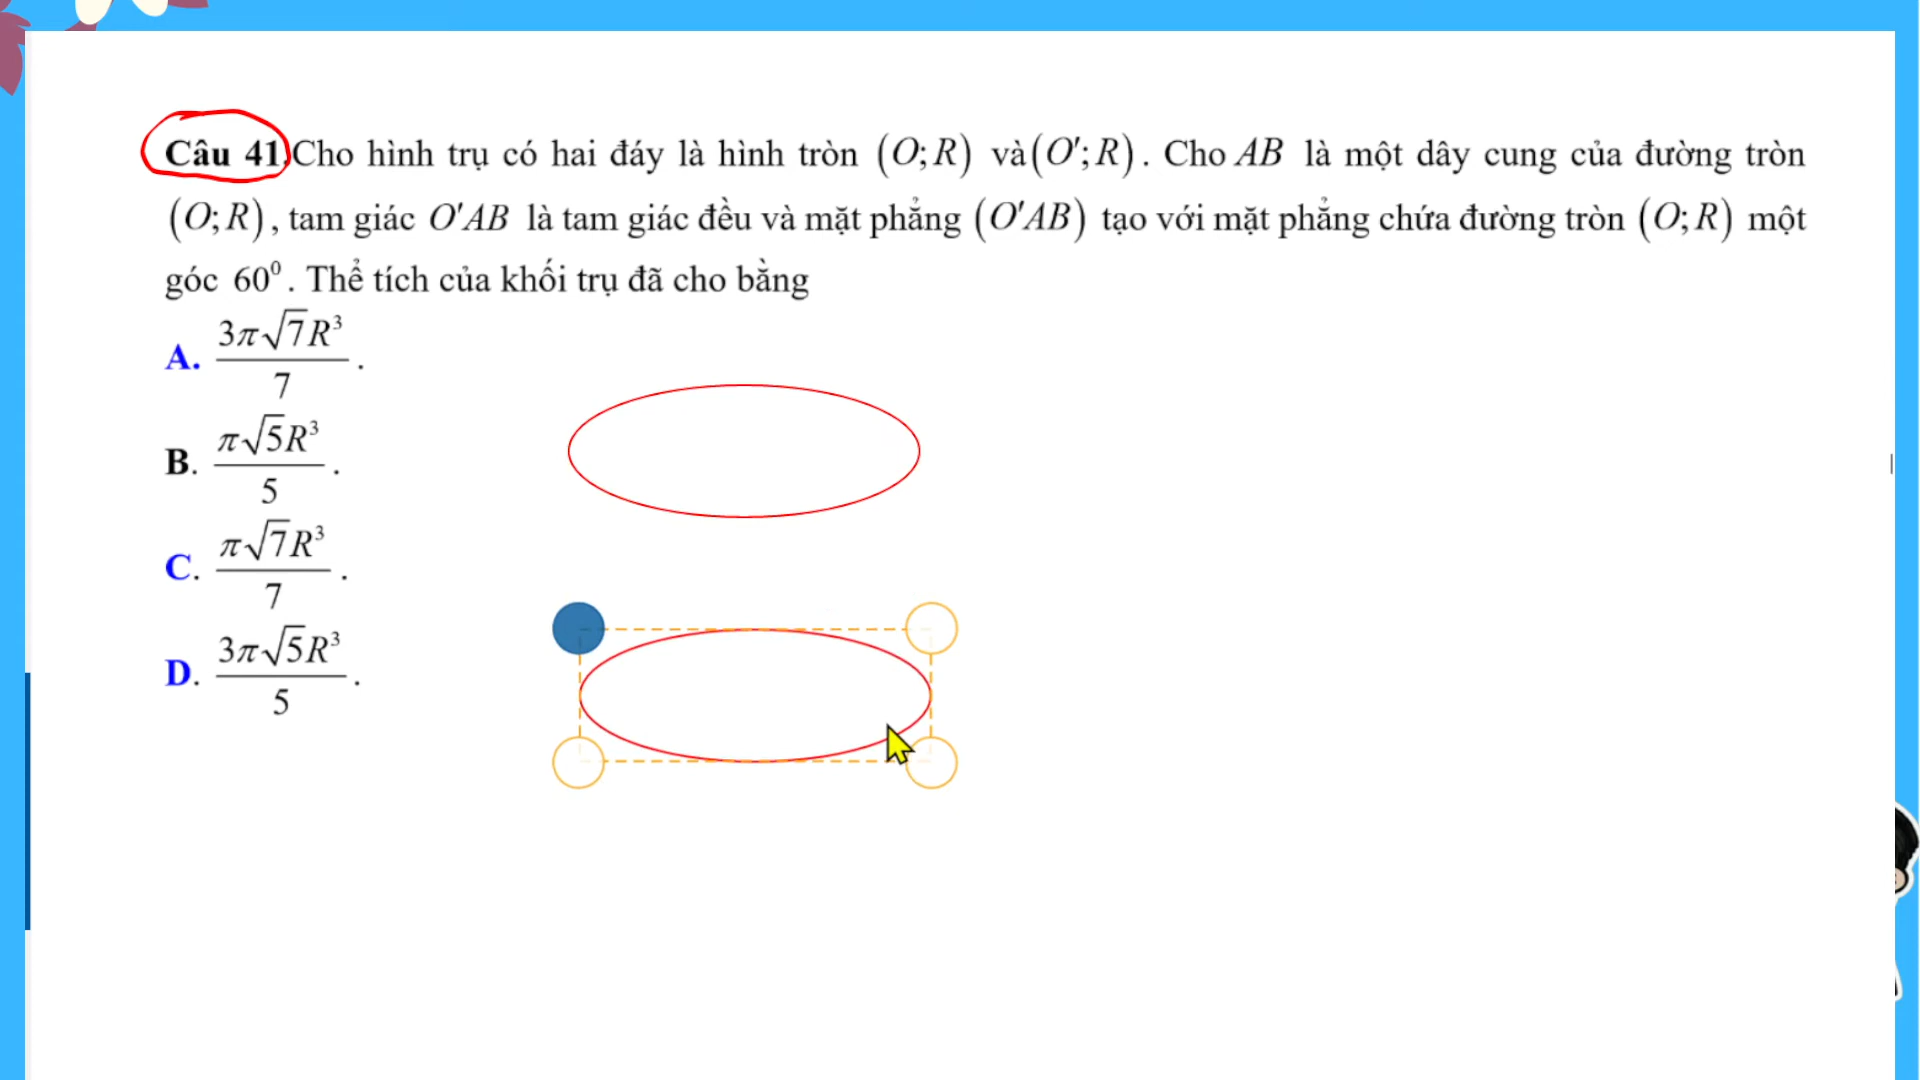 Câu 41. Cho hình trụ có hai đáy là hình tròn (O;R) và (O';R). Cho AB là một dây cung của đường tròn
(O;R), tam giác O'AB là tam giác đều và mặt phẳng (O'AB) tạo với mặt phẳng chứa đường tròn (O;R) một
góc 60⁰. Thể tích của khối trụ đã cho bằng
A. 3π√7R³/7.
B. π√5R³/5.
C. π√7R³/7.
D. 3π√5R³/5.